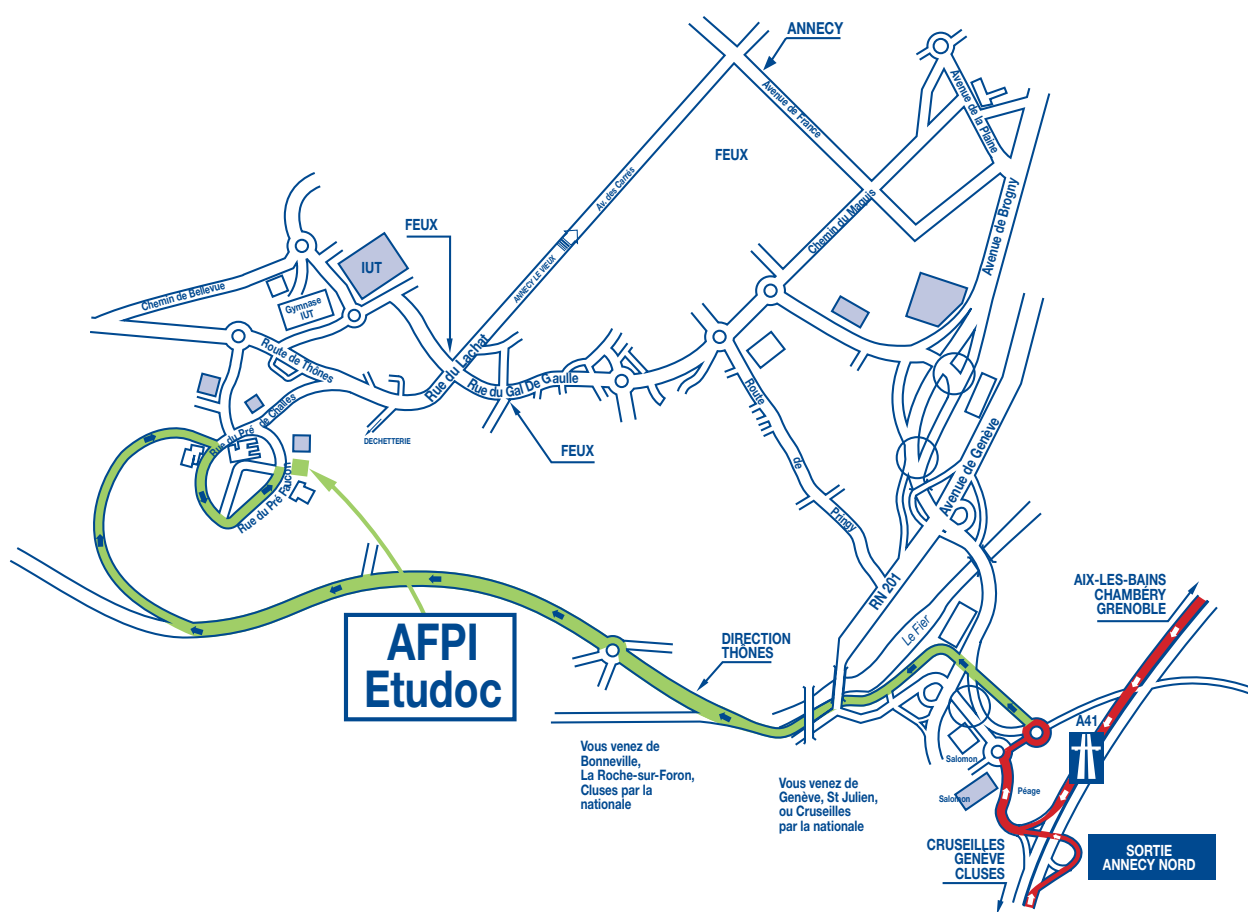 ANNECY
Avenue de France
Avenue de la Plaine
FEUX
Av. des Carrés
Chemin du Maquis
Avenue de Brogny
FEUX
IUT
ANNECY LE VIEUX
Chemin de Bellevue
Gymnase
IUT
Route de Thônes
Rue du Lachat
Rue du Gal De Gaulle
Route
de
Pringy
Rue du Pré de Challes
DECHETTERIE
FEUX
Rue du Pré Faucon
Avenue de Genève
RN 201
AIX-LES-BAINS
CHAMBÉRY
GRENOBLE
AFPI
Etudoc
DIRECTION
THÔNES
Le Fier
A41
Vous venez de
Bonneville,
La Roche-sur-Foron,
Cluses par la
nationale
Vous venez de
Genève, St Julien,
ou Cruseilles
par la nationale
Salomon
Salomon
Péage
CRUSEILLES
GENÈVE
CLUSES
SORTIE
ANNECY NORD